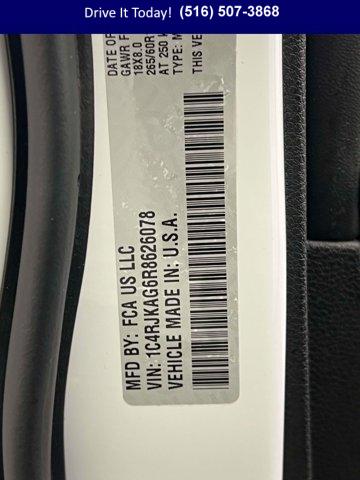 Drive It Today! (516) 507-3868
MFD BY: FCA US LLC
VIN: 1C4RJKAG6R8626078
VEHICLE MADE IN: U.S.A.
DATE OF
GAWR F
18X8.0
265/60R
AT 250
TYPE: M
THIS VE